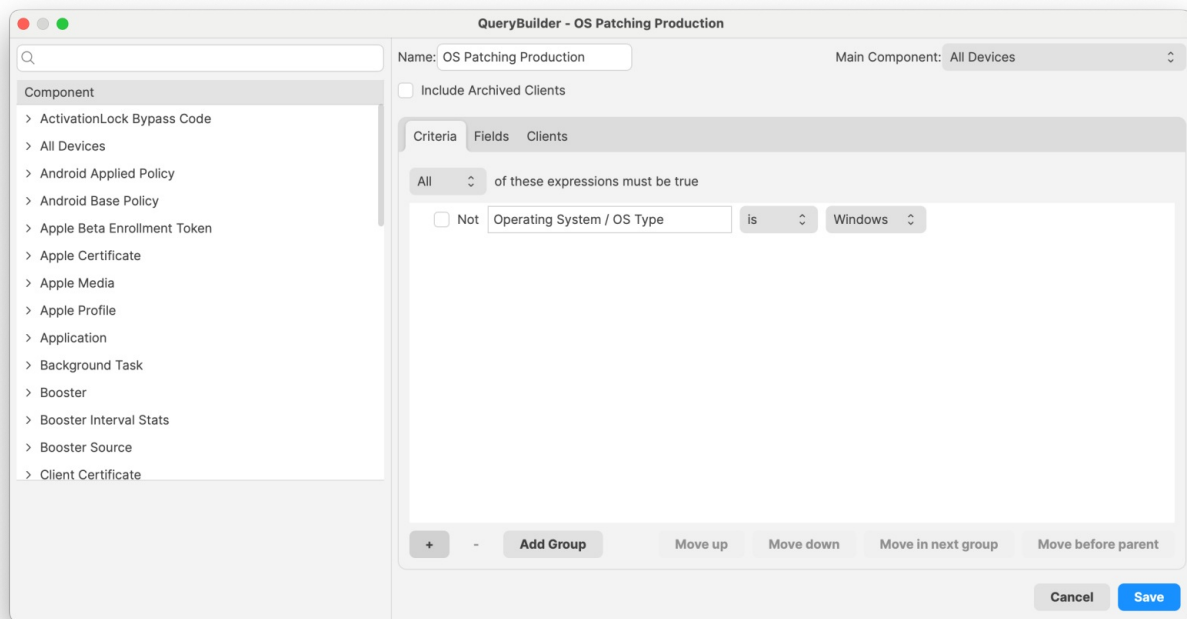 QueryBuilder - OS Patching Production
Name: OS Patching Production
Main Component: All Devices
Include Archived Clients
Component
ActivationLock Bypass Code
All Devices
Android Applied Policy
Android Base Policy
Apple Beta Enrollment Token
Apple Certificate
Apple Media
Apple Profile
Application
Background Task
Booster
Booster Interval Stats
Booster Source
Client Certificate
Criteria Fields Clients
All of these expressions must be true
Not Operating System / OS Type is Windows
+ - Add Group Move up Move down Move in next group Move before parent
Cancel Save